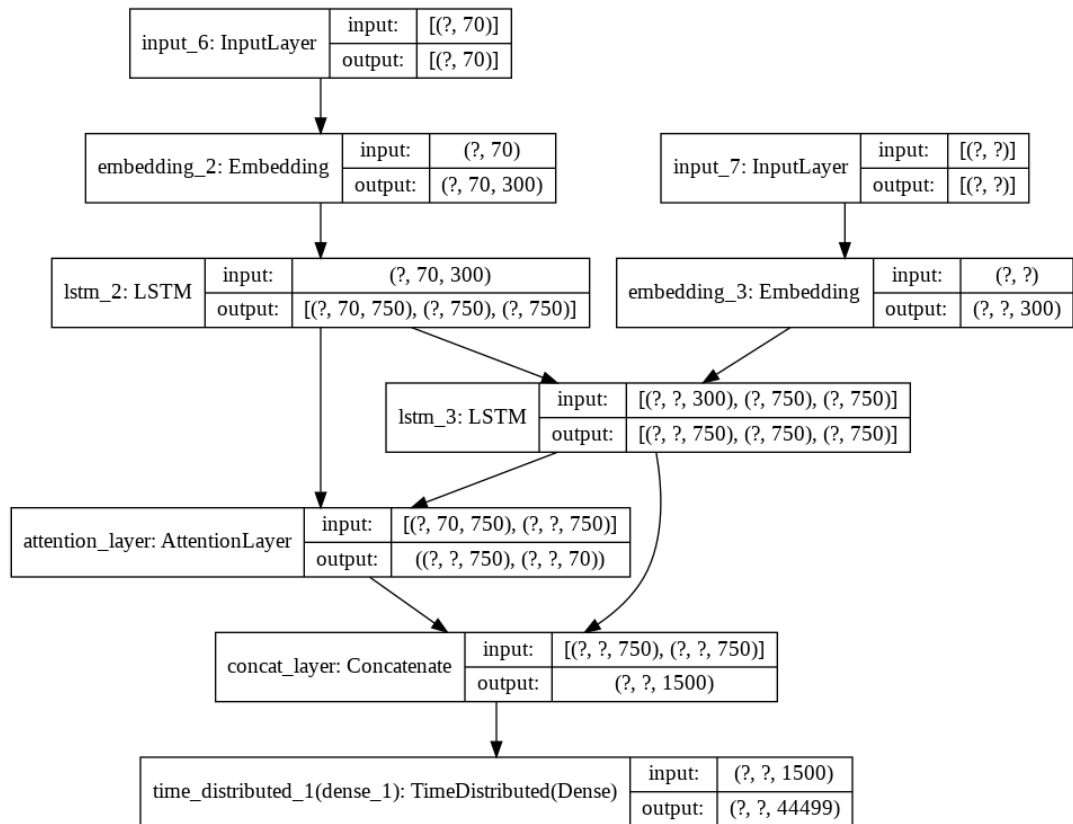 input_6: InputLayer
input: [(?, 70)]
output: [(?, 70)]
embedding_2: Embedding
input: (?, 70)
output: (?, 70, 300)
input_7: InputLayer
input: [(?, ?)]
output: [(?, ?)]
lstm_2: LSTM
input: (?, 70, 300)
output: [(?, 70, 750), (?, 750), (?, 750)]
embedding_3: Embedding
input: (?, ?)
output: (?, ?, 300)
lstm_3: LSTM
input: [(?, ?, 300), (?, 750), (?, 750)]
output: [(?, ?, 750), (?, 750), (?, 750)]
attention_layer: AttentionLayer
input: [(?, 70, 750), (?, ?, 750)]
output: ((?, ?, 750), (?, ?, 70))
concat_layer: Concatenate
input: [(?, ?, 750), (?, ?, 750)]
output: (?, ?, 1500)
time_distributed_1(dense_1): TimeDistributed(Dense)
input: (?, ?, 1500)
output: (?, ?, 44499)